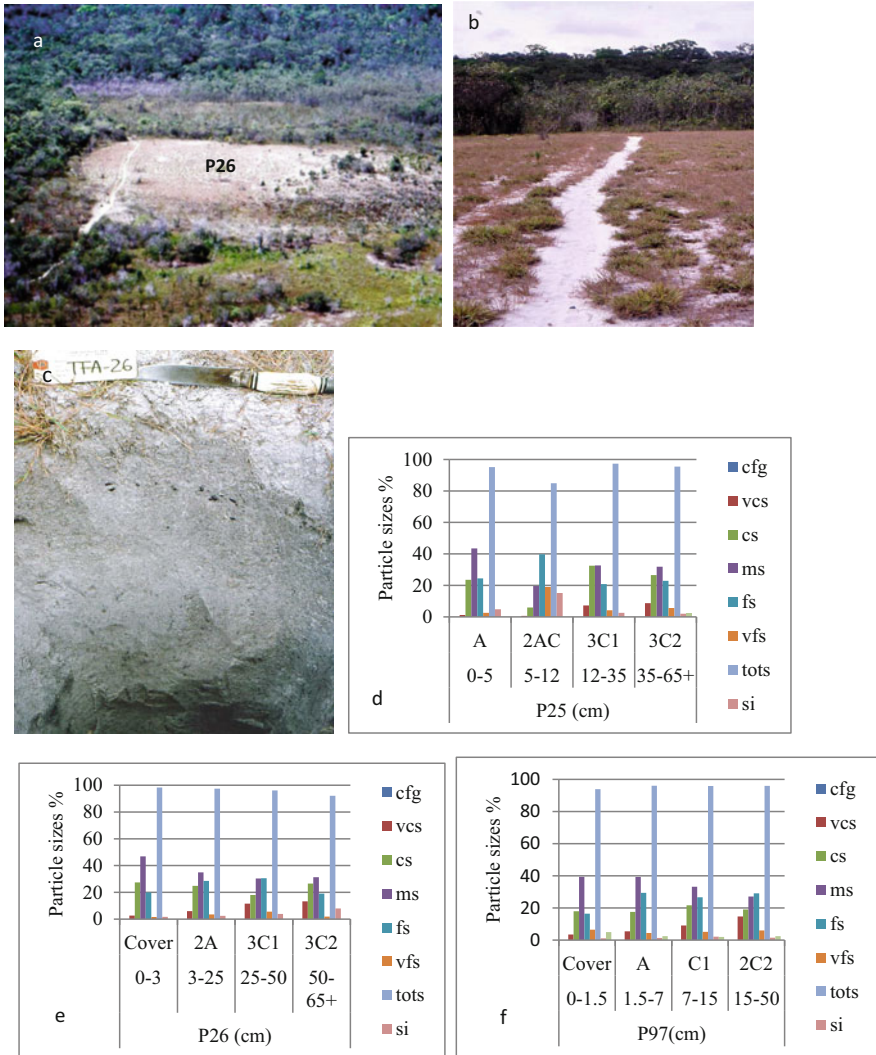 a
P26
b
c
TFA-26
Particle sizes %
100
80
60
40
20
0
A 2AC 3C1 3C2
0-5 5-12 12-35 35-65+
P25 (cm)
d
cfg
vcs
cs
ms
fs
vfs
tots
si
Particle sizes %
100
80
60
40
20
0
Cover 2A 3C1 3C2
0-3 3-25 25-50 50-
65+
P26 (cm)
e
cfg
vcs
cs
ms
fs
vfs
tots
si
Particle sizes %
100
80
60
40
20
0
Cover A C1 2C2
0-1.5 1.5-7 7-15 15-50
P97(cm)
f
cfg
vcs
cs
ms
fs
vfs
tots
si